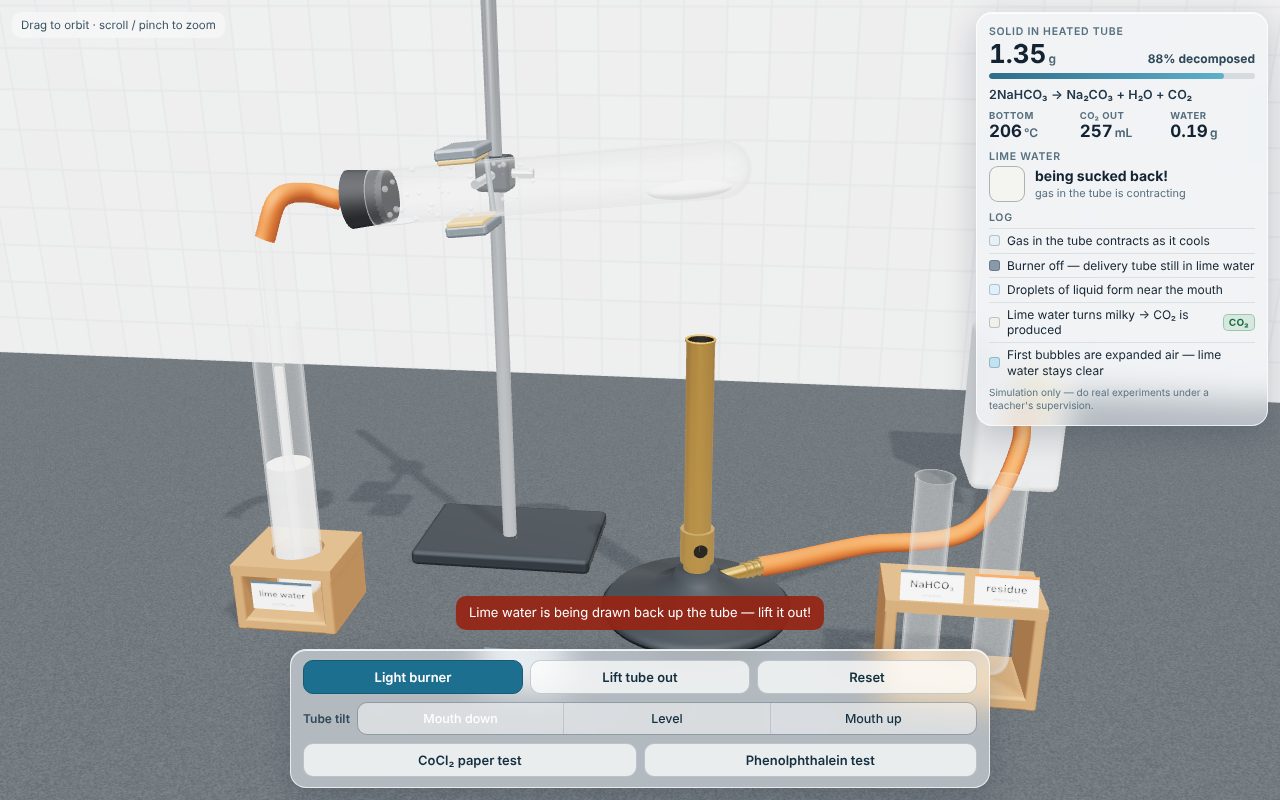 Drag to orbit · scroll / pinch to zoom
SOLID IN HEATED TUBE
1.35 g
88% decomposed
2NaHCO₃ → Na₂CO₃ + H₂O + CO₂
BOTTOM
206 °C
CO₂ OUT
257 mL
WATER
0.19 g
LIME WATER
being sucked back!
gas in the tube is contracting
LOG
Gas in the tube contracts as it cools
Burner off — delivery tube still in lime water
Droplets of liquid form near the mouth
Lime water turns milky → CO₂ is
produced
CO₂
First bubbles are expanded air — lime
water stays clear
Simulation only — do real experiments under a
teacher's supervision.
lime water
NaHCO₃
residue
Lime water is being drawn back up the tube — lift it out!
Light burner
Lift tube out
Reset
Tube tilt
Mouth down
Level
Mouth up
CoCl₂ paper test
Phenolphthalein test